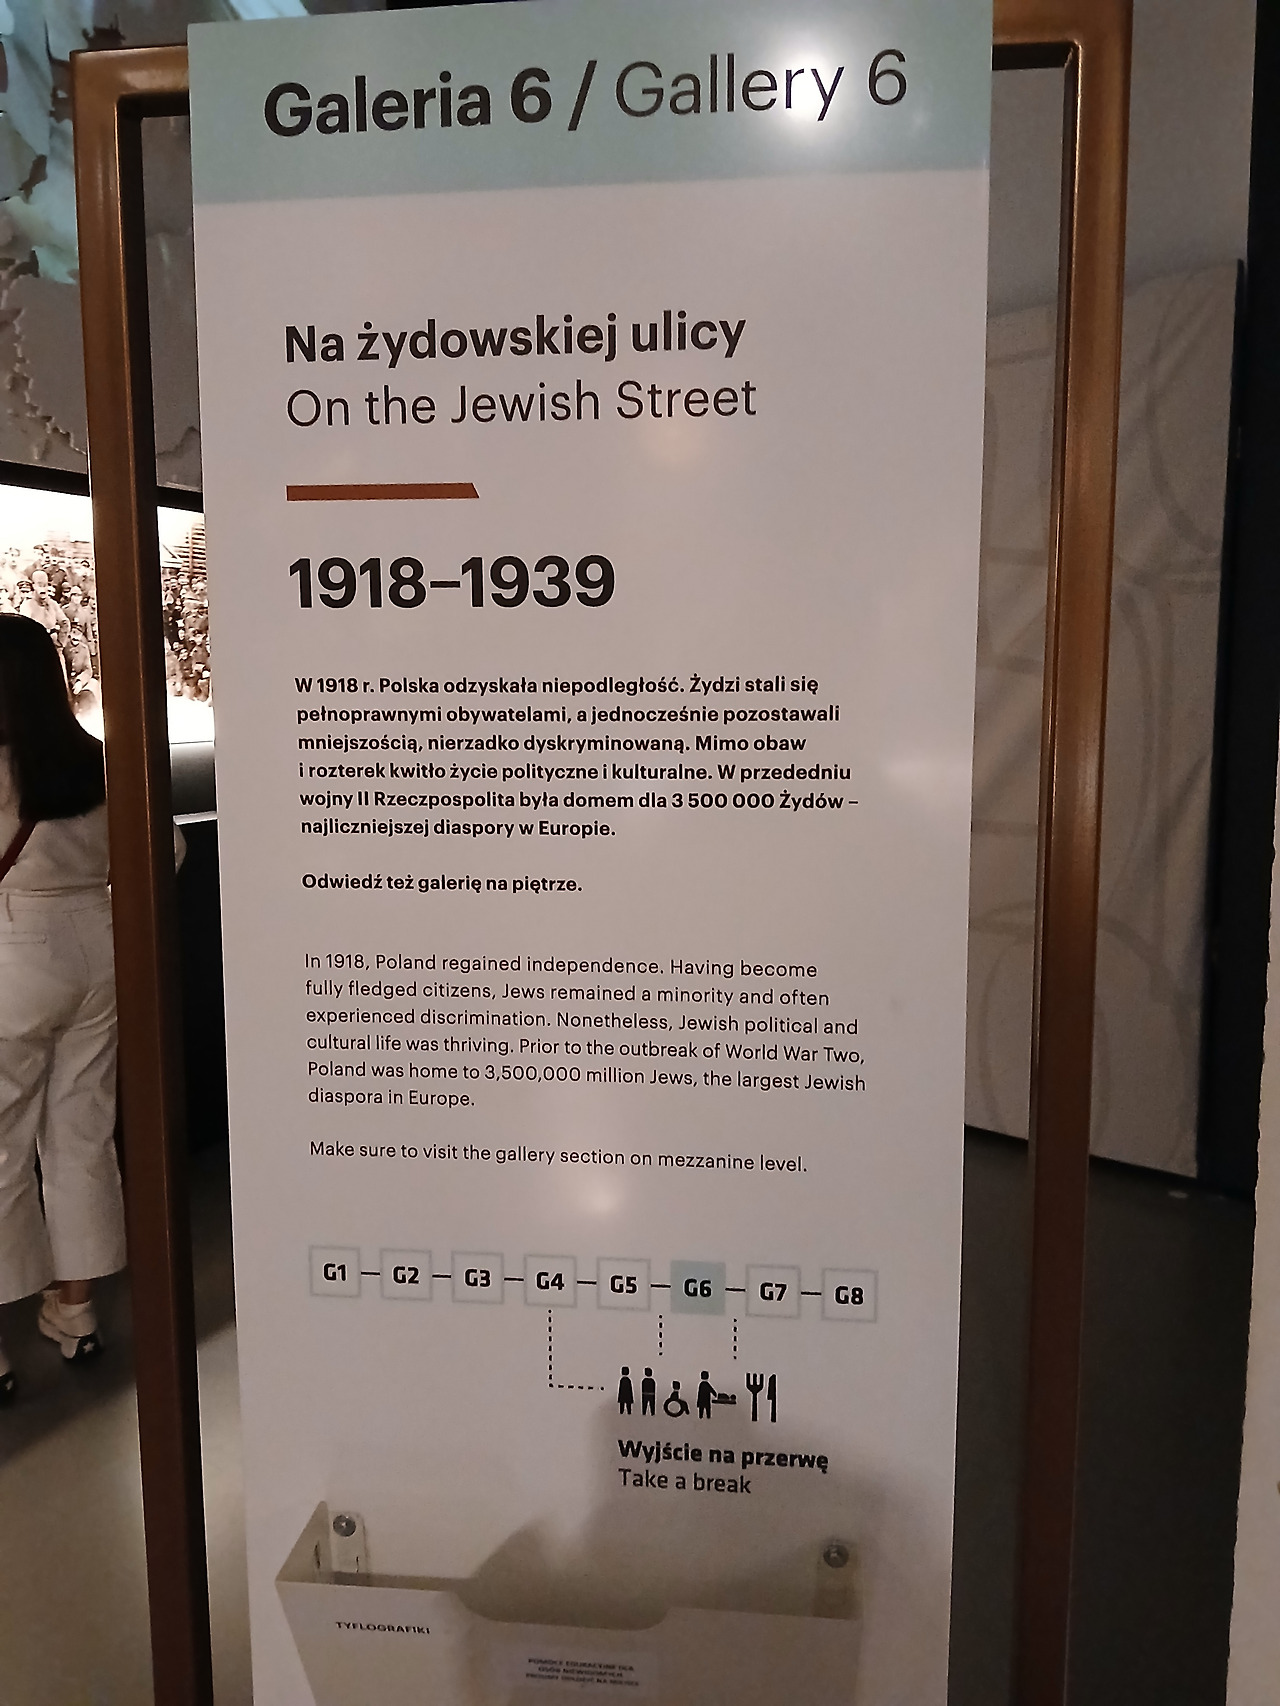 Galeria 6 / Gallery 6
Na żydowskiej ulicy
On the Jewish Street
1918–1939
W 1918 r. Polska odzyskała niepodległość. Żydzi stali się
pełnoprawnymi obywatelami, a jednocześnie pozostawali
mniejszością, nierzadko dyskryminowaną. Mimo obaw
i rozterek kwitło życie polityczne i kulturalne. W przededniu
wojny II Rzeczpospolita była domem dla 3 500 000 Żydów –
najliczniejszej diaspory w Europie.
Odwiedź też galerię na piętrze.
In 1918, Poland regained independence. Having become
fully fledged citizens, Jews remained a minority and often
experienced discrimination. Nonetheless, Jewish political and
cultural life was thriving. Prior to the outbreak of World War Two,
Poland was home to 3,500,000 million Jews, the largest Jewish
diaspora in Europe.
Make sure to visit the gallery section on mezzanine level.
G1 — G2 — G3 — G4 — G5 — G6 — G7 — G8
Wyjście na przerwę
Take a break
TYFLOGRAFIKI
POMOCE EDUKACYJNE DLA
OSÓB NIEWIDOMYCH